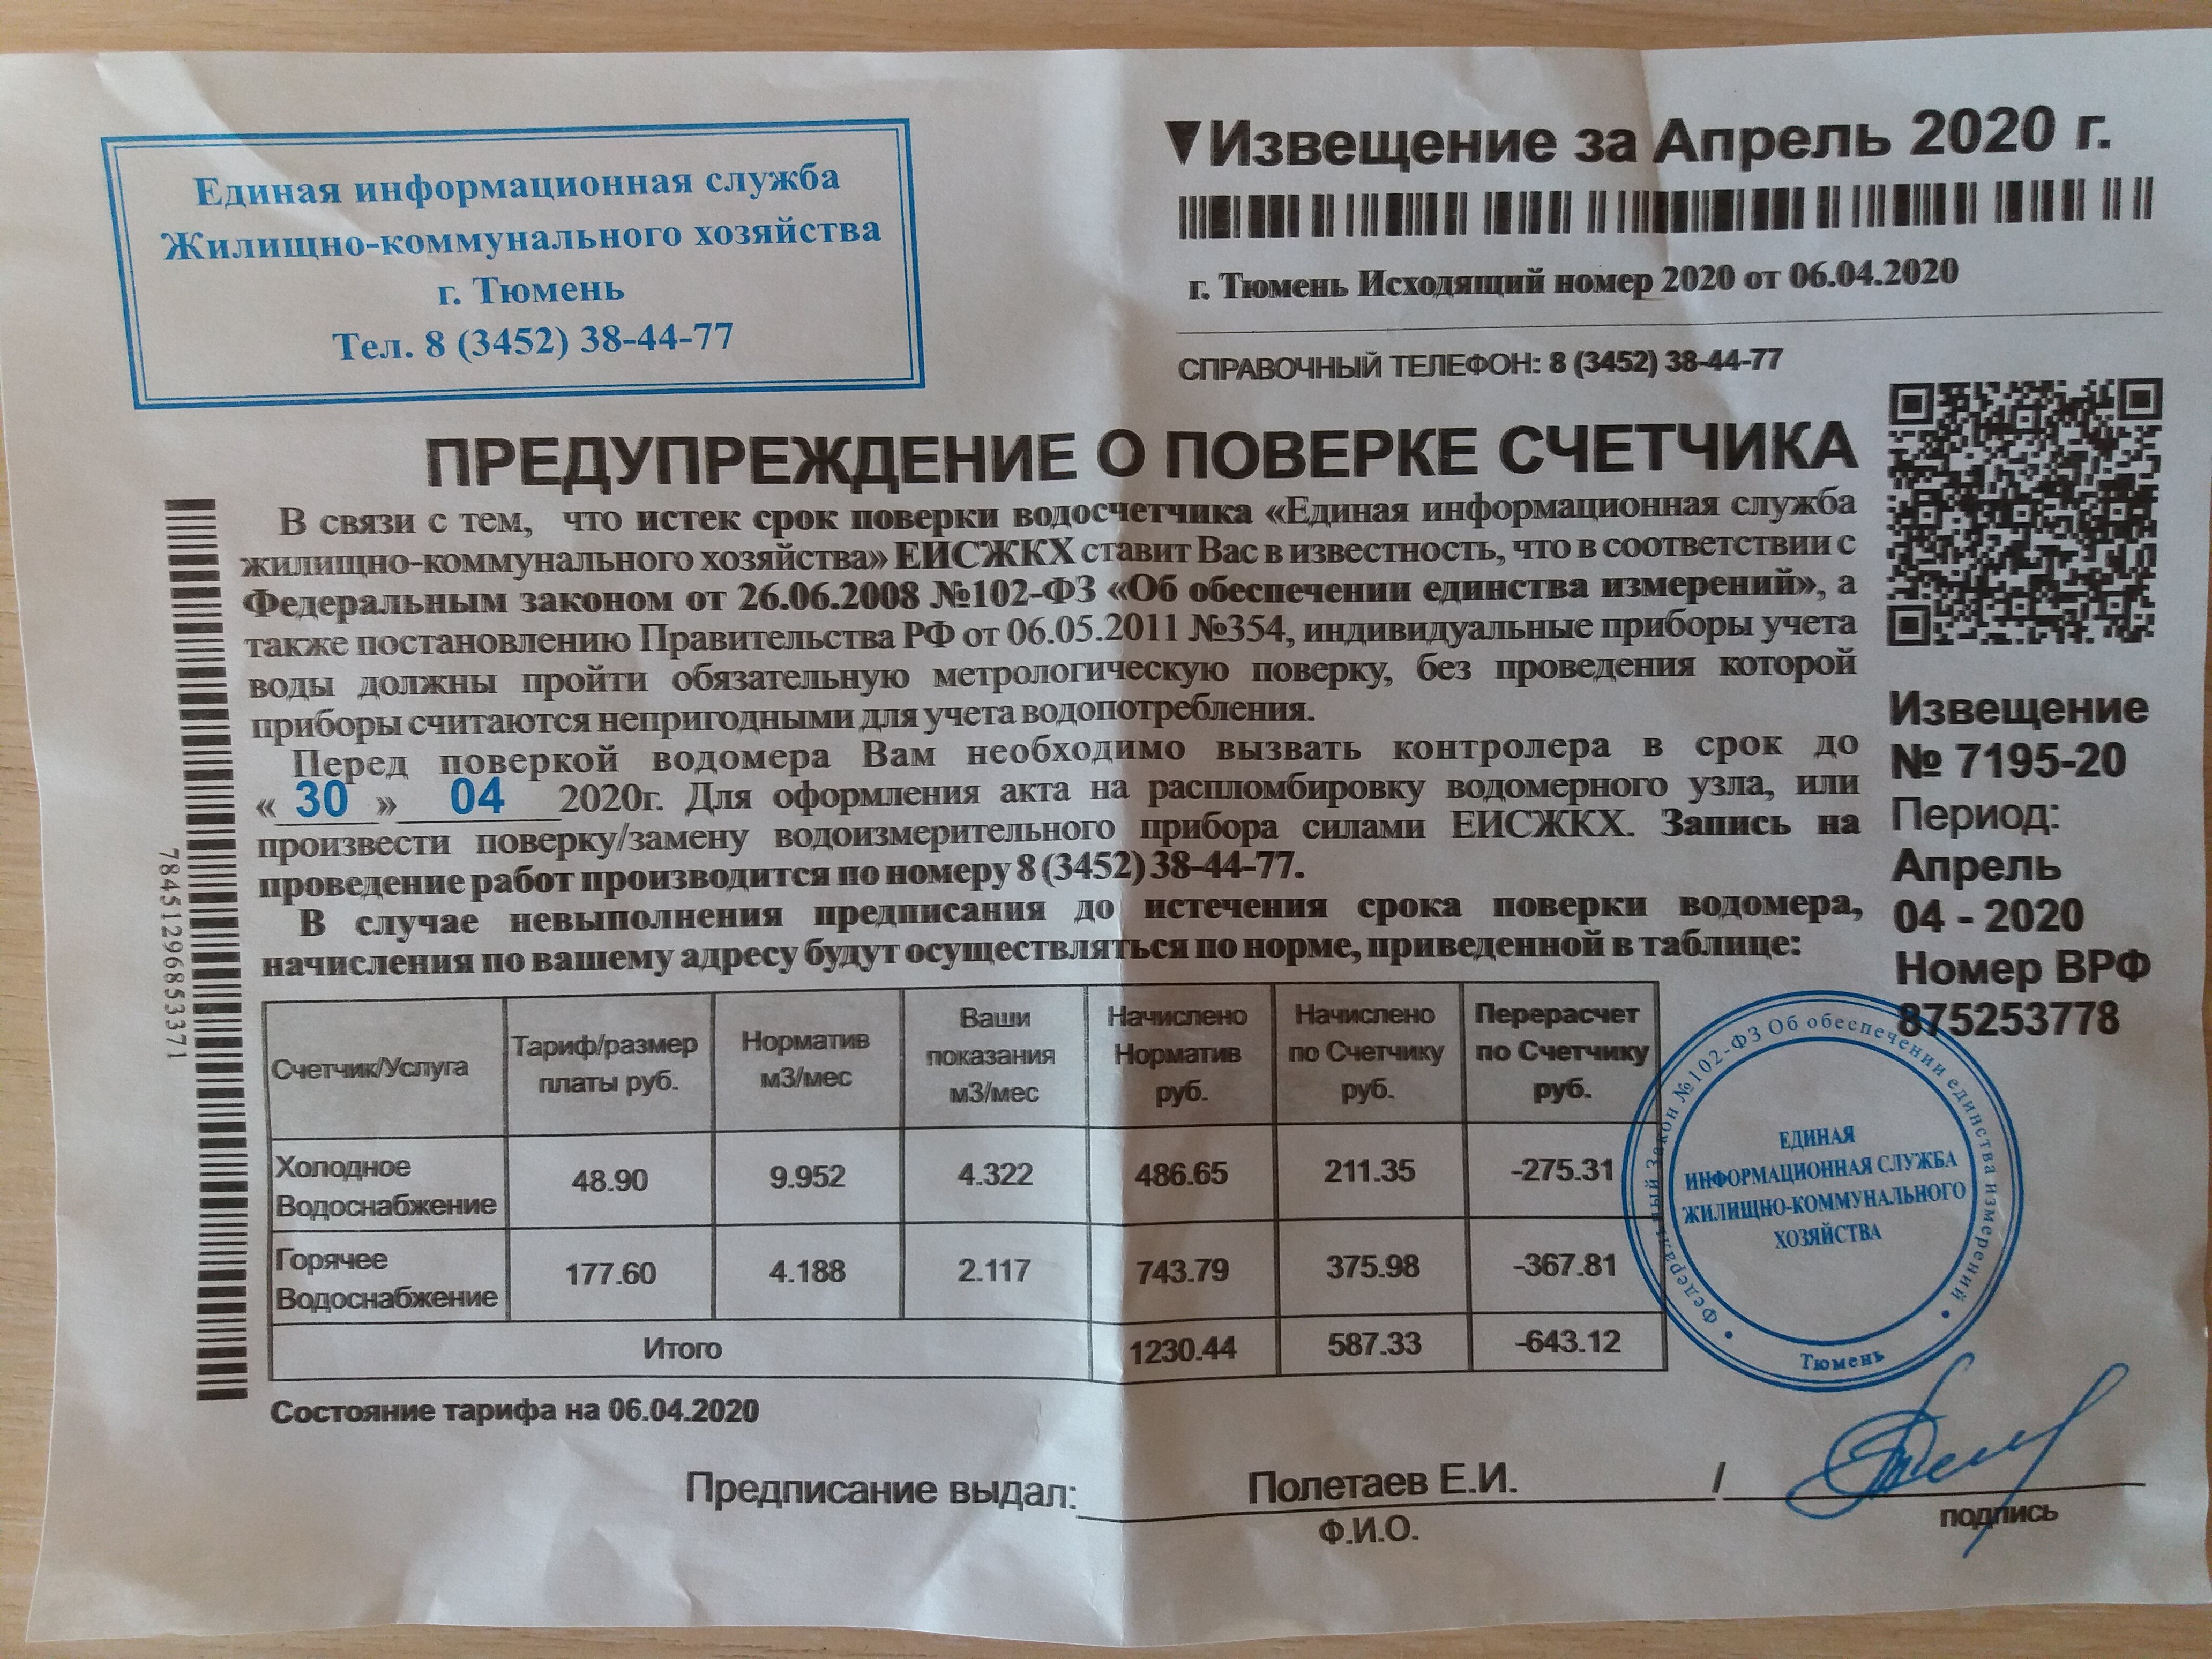 Единая информационная служба
Жилищно-коммунального хозяйства
г. Тюмень
Тел. 8 (3452) 38-44-77
▼Извещение за Апрель 2020 г.
г. Тюмень Исходящий номер 2020 от 06.04.2020
СПРАВОЧНЫЙ ТЕЛЕФОН: 8 (3452) 38-44-77
ПРЕДУПРЕЖДЕНИЕ О ПОВЕРКЕ СЧЕТЧИКА
В связи с тем, что истек срок поверки водосчетчика «Единая информационная служба
жилищно-коммунального хозяйства» ЕИСЖКХ ставит Вас в известность, что в соответствии с
Федеральным законом от 26.06.2008 №102-ФЗ «Об обеспечении единства измерений», а
также постановлению Правительства РФ от 06.05.2011 №354, индивидуальные приборы учета
воды должны пройти обязательную метрологическую поверку, без проведения которой
приборы считаются непригодными для учета водопотребления.
Перед поверкой водомера Вам необходимо вызвать контролера в срок до
« 30 » 04 2020г. Для оформления акта на распломбировку водомерного узла, или
произвести поверку/замену водоизмерительного прибора силами ЕИСЖКХ. Запись на
проведение работ производится по номеру 8 (3452) 38-44-77.
В случае невыполнения предписания до истечения срока поверки водомера,
начисления по вашему адресу будут осуществляться по норме, приведенной в таблице:
78451296853371
Извещение
№ 7195-20
Период:
Апрель
04 - 2020
Номер ВРФ
875253778
Счетчик/Услуга
Тариф/размер
платы руб.
Норматив
м3/мес
Ваши
показания
м3/мес
Начислено
Норматив
руб.
Начислено
по Счетчику
руб.
Перерасчет
по Счетчику
руб.
Холодное
Водоснабжение
48.90
9.952
4.322
486.65
211.35
-275.31
Горячее
Водоснабжение
177.60
4.188
2.117
743.79
375.98
-367.81
Итого
1230.44
587.33
-643.12
Федеральный Закон №102-ФЗ Об обеспечении единства измерений
ЕДИНАЯ
ИНФОРМАЦИОННАЯ СЛУЖБА
ЖИЛИЩНО-КОММУНАЛЬНОГО
ХОЗЯЙСТВА
Тюмень
Состояние тарифа на 06.04.2020
Предписание выдал: Полетаев Е.И. /
Ф.И.О.
подпись